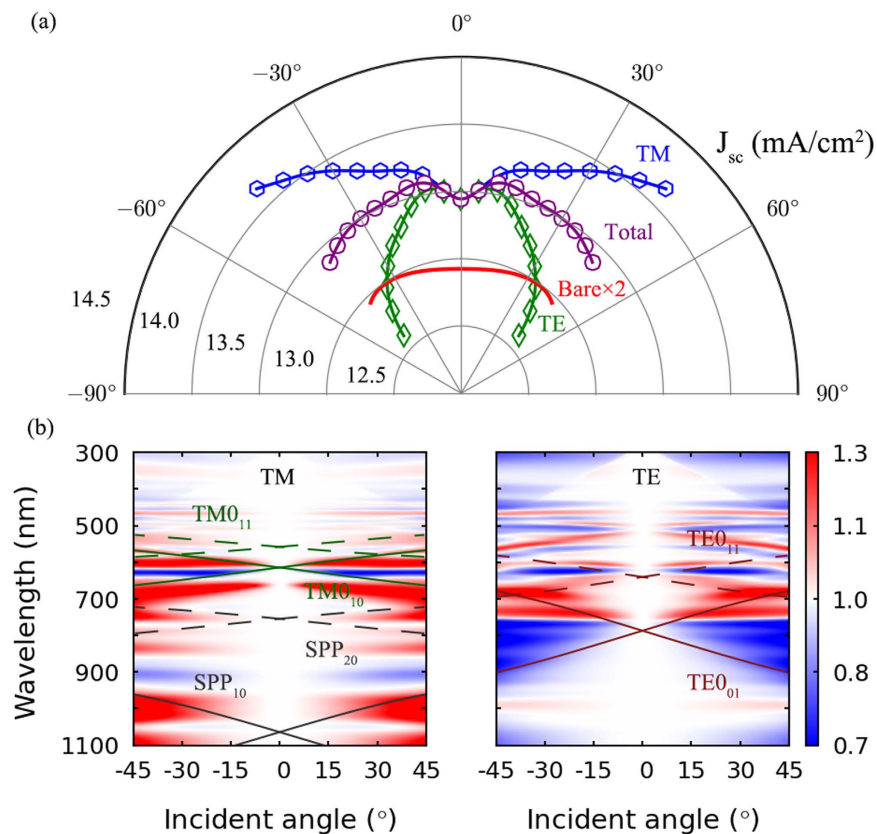 (a)
0°
−30°
30°
J_sc (mA/cm²)
TM
−60°
60°
Total
14.5
14.0
13.5
13.0
12.5
Bare×2
TE
−90°
90°
(b)
300
500
700
900
1100
Wavelength (nm)
TM
TM0₁₁
TM0₁₀
SPP₂₀
SPP₁₀
-45 -30 -15 0 15 30 45
Incident angle (°)
TE
TE0₁₁
TE0₀₁
-45 -30 -15 0 15 30 45
Incident angle (°)
1.3
1.1
1.0
0.8
0.7